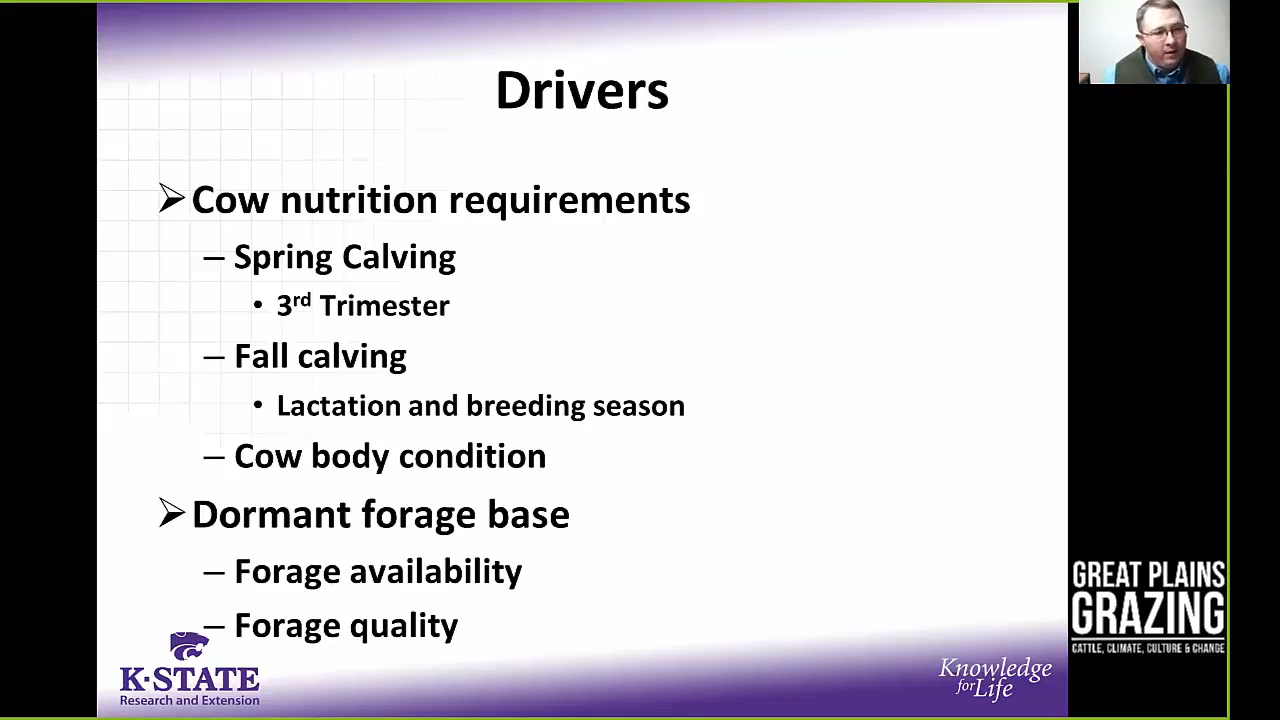 Drivers
Cow nutrition requirements
– Spring Calving
• 3rd Trimester
– Fall calving
• Lactation and breeding season
– Cow body condition
Dormant forage base
– Forage availability
– Forage quality
K-STATE
Research and Extension
Knowledge
for Life
GREAT PLAINS
GRAZING
CATTLE, CLIMATE, CULTURE & CHANGE